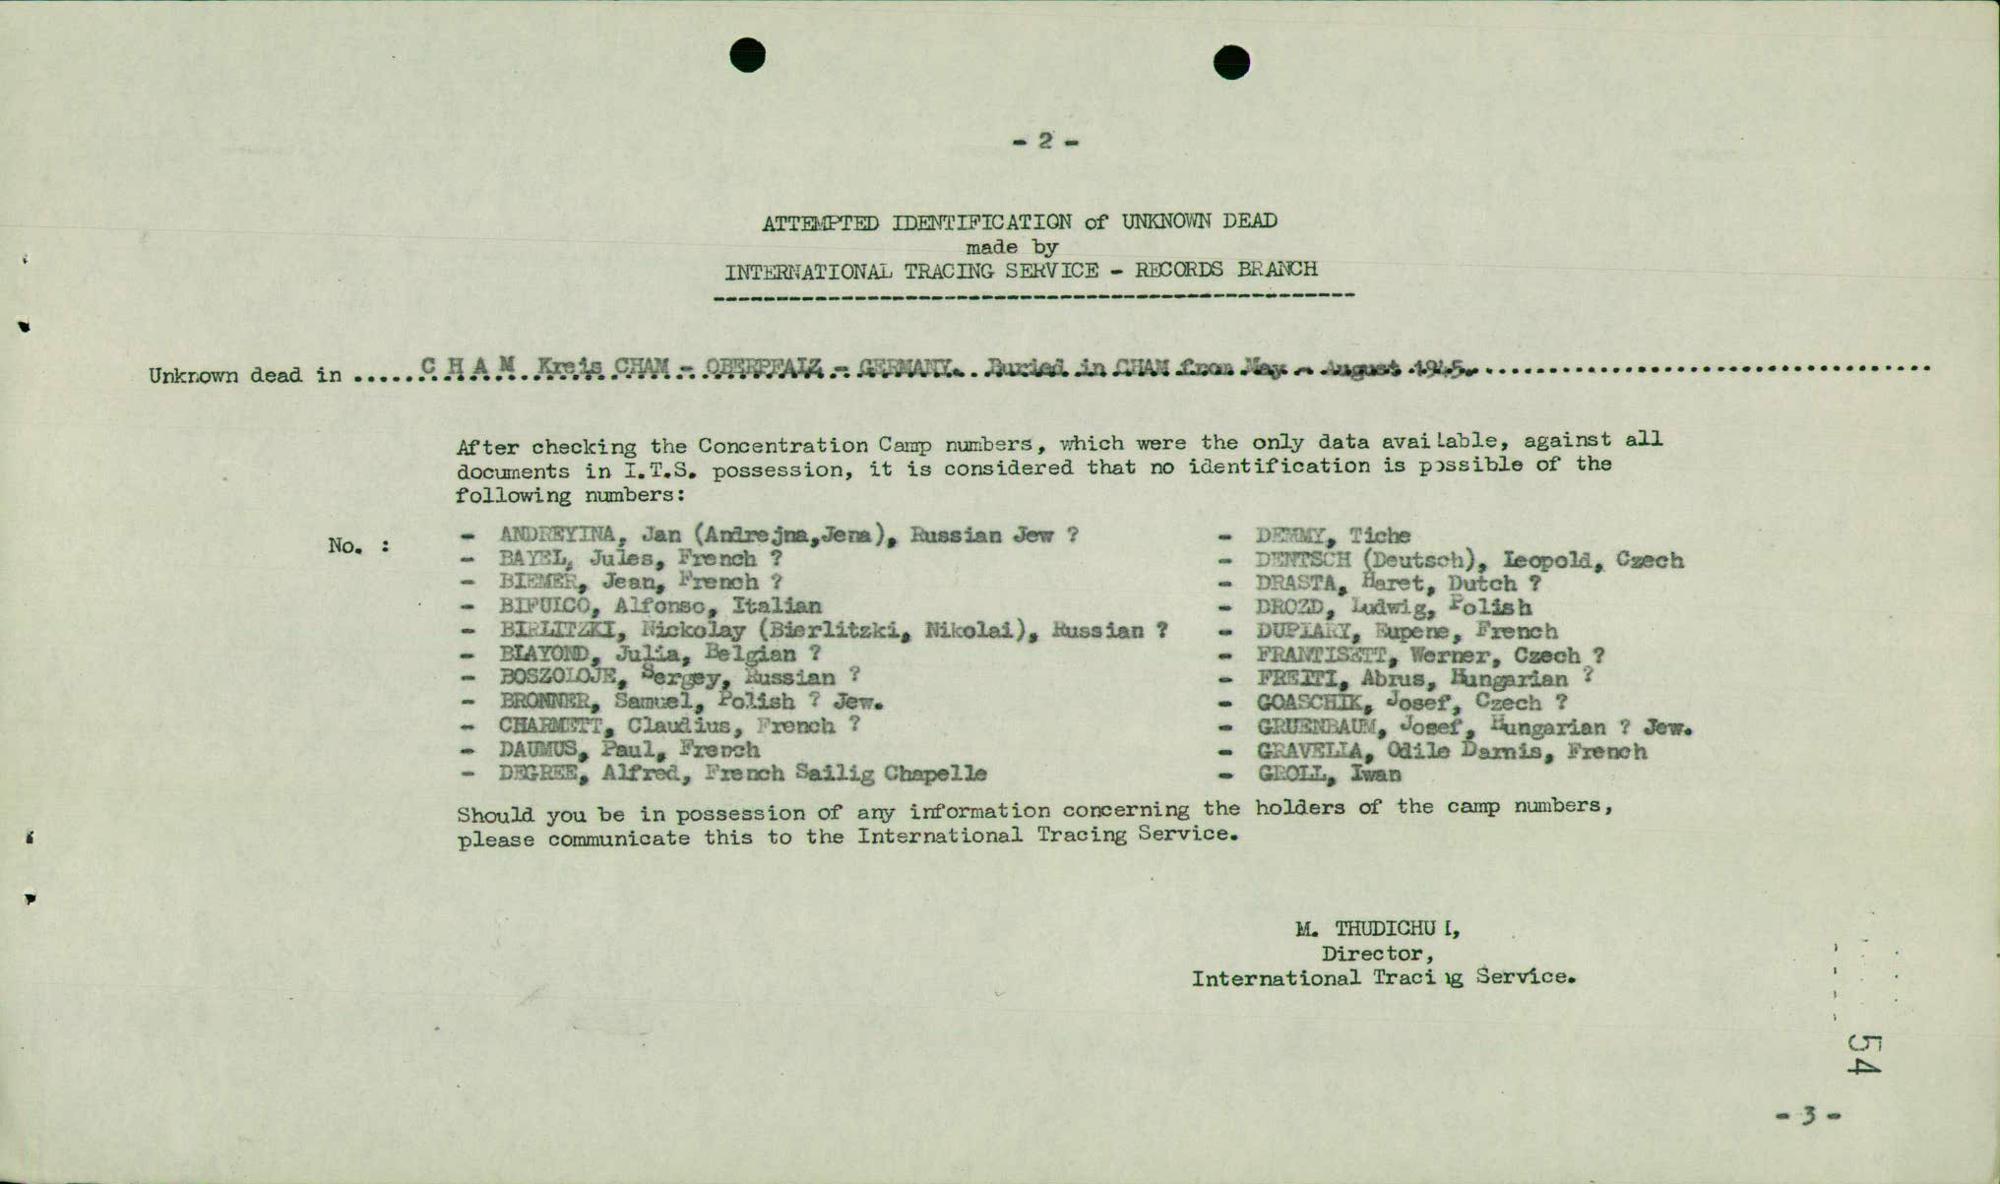 - 2 -
ATTEMPTED IDENTIFICATION of UNKNOWN DEAD
made by
INTERNATIONAL TRACING SERVICE - RECORDS BRANCH
Unknown dead in ..... C H A M Kreis CHAM - OBERPFALZ - GERMANY. Buried in CHAM from May - August 1945.
After checking the Concentration Camp numbers, which were the only data available, against all
documents in I.T.S. possession, it is considered that no identification is possible of the
following numbers:
No. :
- ANDREYINA, Jan (Andrejna,Jena), Russian Jew ?
- BAYEL, Jules, French ?
- BIEMER, Jean, French ?
- BIFUICO, Alfonso, Italian
- BIRLITZKI, Nickolay (Bierlitzki, Nikolai), Russian ?
- BLAYOND, Julia, Belgian ?
- BOSZOLOJE, Sergey, Russian ?
- BRONNER, Samuel, Polish ? Jew.
- CHARMETT, Claudius, French ?
- DAUMUS, Paul, French
- DEGREE, Alfred, French Sailig Chapelle
- DEMMY, Tiche
- DENTSCH (Deutsch), Leopold, Czech
- DRASTA, Haret, Dutch ?
- DROZD, Ludwig, Polish
- DUPLARY, Eupene, French
- FRANTISETT, Werner, Czech ?
- FREITI, Abrus, Hungarian ?
- GOASCHIK, Josef, Czech ?
- GRUENBAUM, Josef, Hungarian ? Jew.
- GRAVELLA, Odile Damis, French
- GROLL, Iwan
Should you be in possession of any information concerning the holders of the camp numbers,
please communicate this to the International Tracing Service.
M. THUDICHUM,
Director,
International Tracing Service.
54
- 3 -